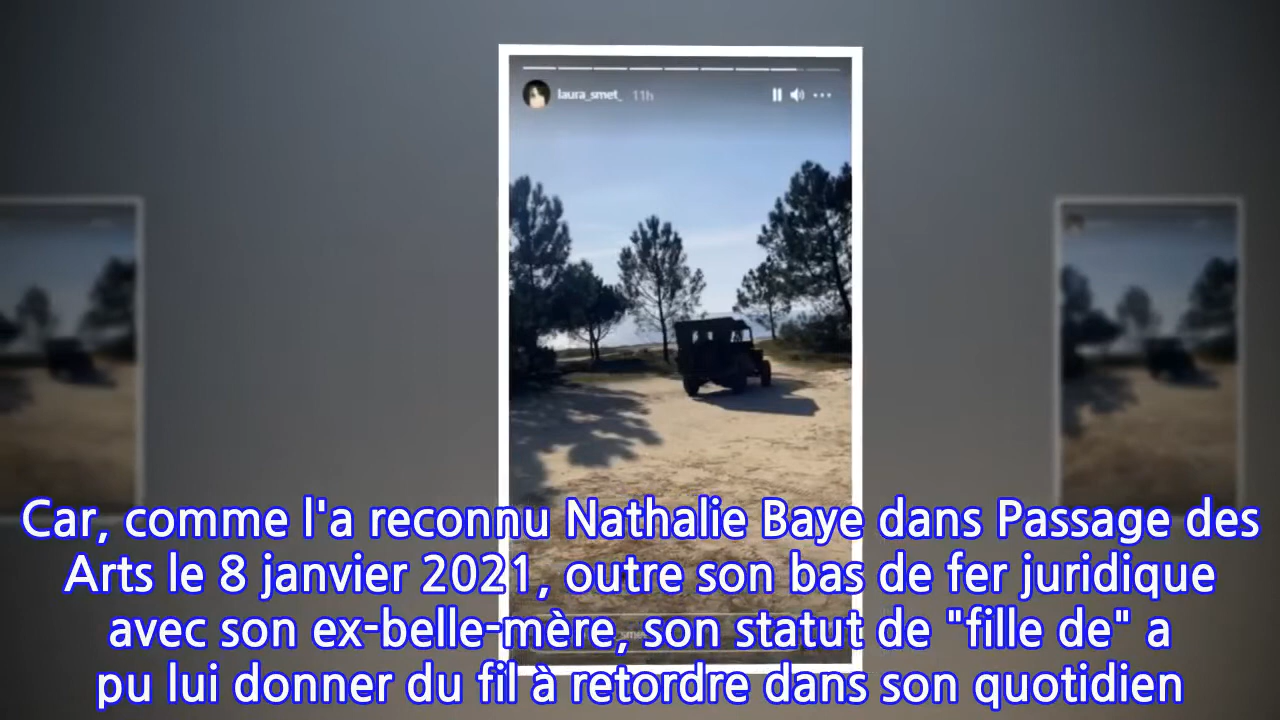 laura_smet_ 11h
Car, comme l'a reconnu Nathalie Baye dans Passage des
Arts le 8 janvier 2021, outre son bas de fer juridique
avec son ex-belle-mère, son statut de "fille de" a
pu lui donner du fil à retordre dans son quotidien